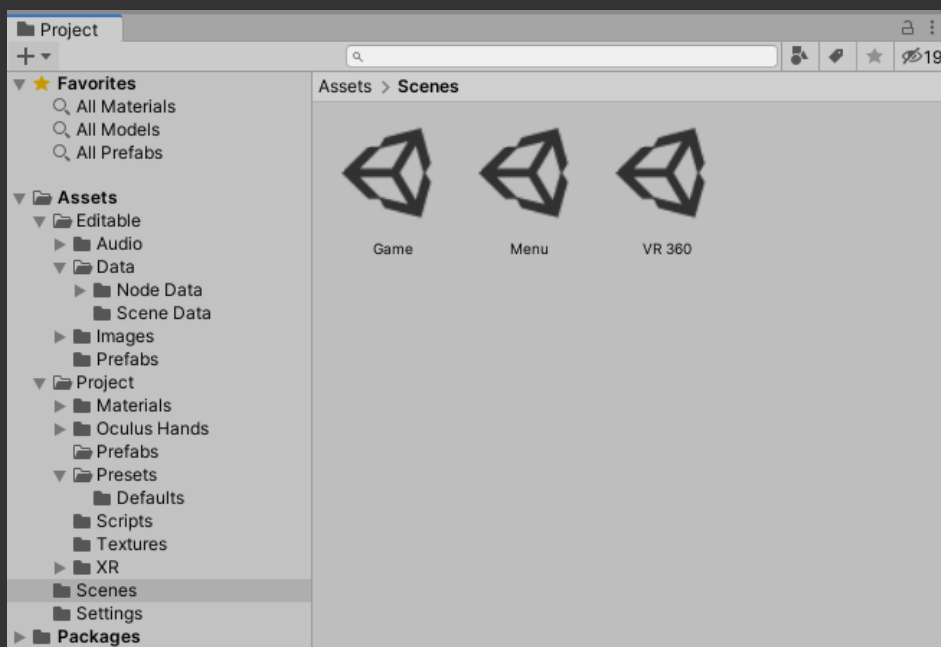 Project
19
Favorites
All Materials
All Models
All Prefabs
Assets
Editable
Audio
Data
Node Data
Scene Data
Images
Prefabs
Project
Materials
Oculus Hands
Prefabs
Presets
Defaults
Scripts
Textures
XR
Scenes
Settings
Packages
Assets > Scenes
Game
Menu
VR 360